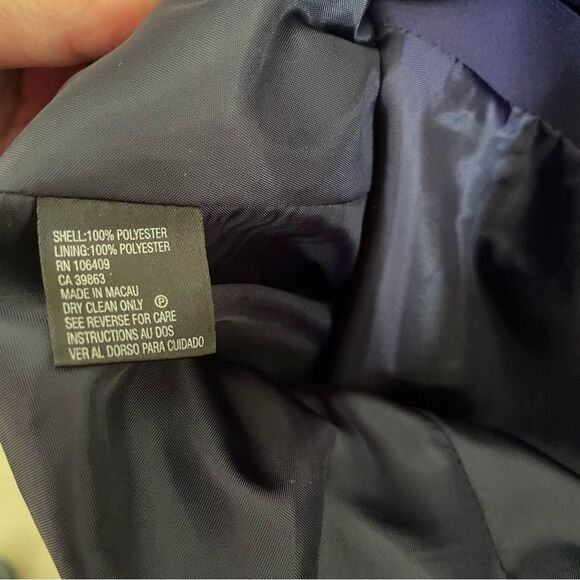 SHELL:100% POLYESTER
LINING:100% POLYESTER
RN 106409
CA 39863
MADE IN MACAU
DRY CLEAN ONLY Ⓟ
SEE REVERSE FOR CARE
INSTRUCTIONS AU DOS
VER AL DORSO PARA CUIDADO